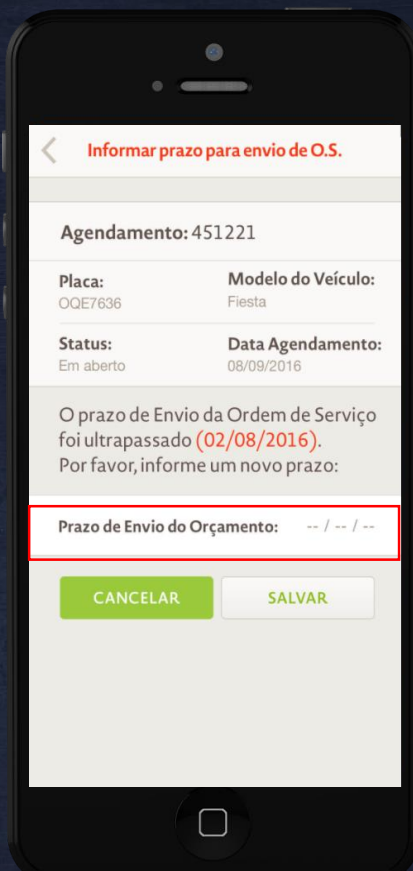 Informar prazo para envio de O.S.
Agendamento: 451221
Placa: Modelo do Veículo:
OQE7636 Fiesta
Status: Data Agendamento:
Em aberto 08/09/2016
O prazo de Envio da Ordem de Serviço
foi ultrapassado (02/08/2016).
Por favor, informe um novo prazo:
Prazo de Envio do Orçamento: -- / -- / --
CANCELAR SALVAR